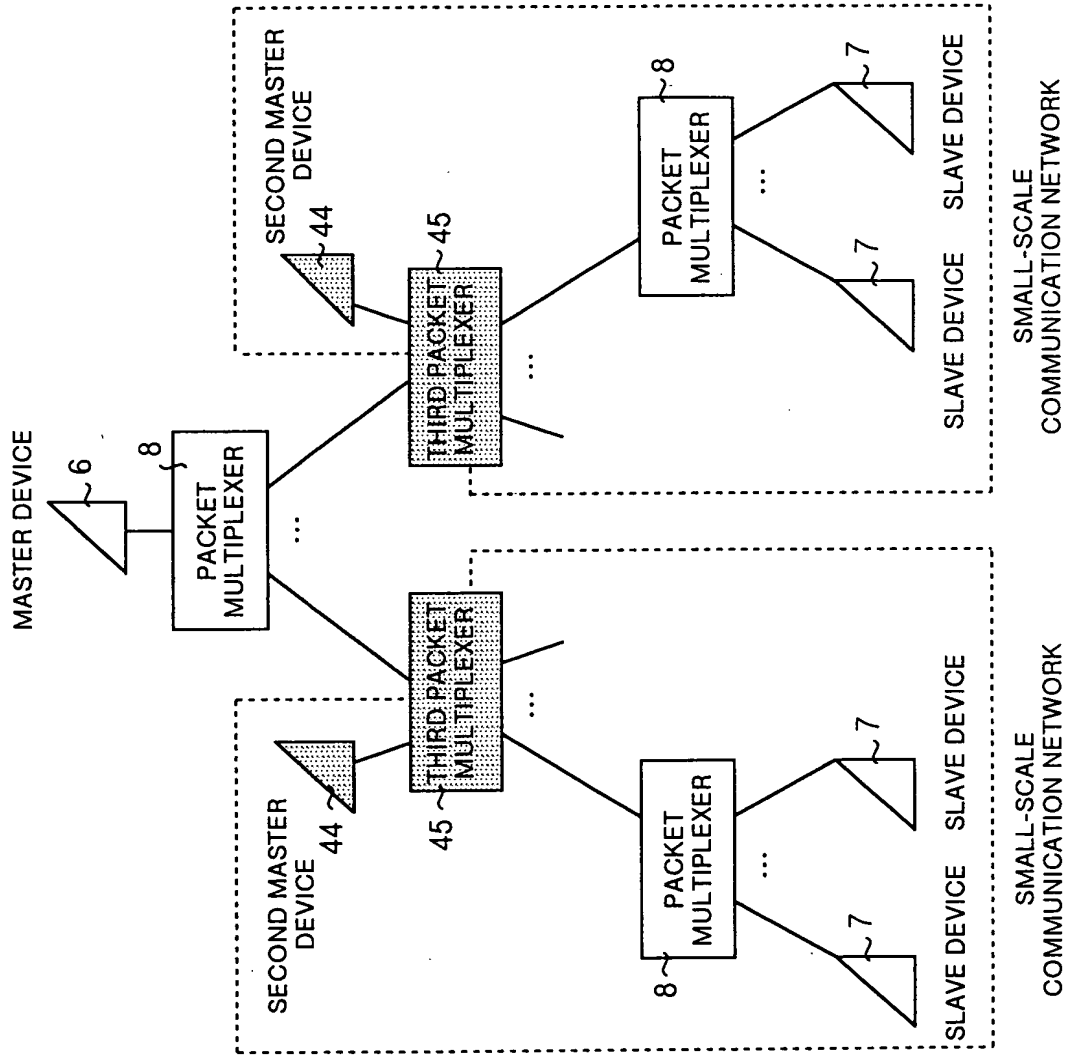 MASTER DEVICE
6
8
PACKET
MULTIPLEXER
...
SECOND MASTER
DEVICE
44
45
THIRD PACKET
MULTIPLEXER
...
8
PACKET
MULTIPLEXER
...
7
7
SLAVE DEVICE
SLAVE DEVICE
SMALL-SCALE
COMMUNICATION NETWORK
SECOND MASTER
DEVICE
44
45
THIRD PACKET
MULTIPLEXER
...
8
PACKET
MULTIPLEXER
...
7
7
SLAVE DEVICE
SLAVE DEVICE
SMALL-SCALE
COMMUNICATION NETWORK